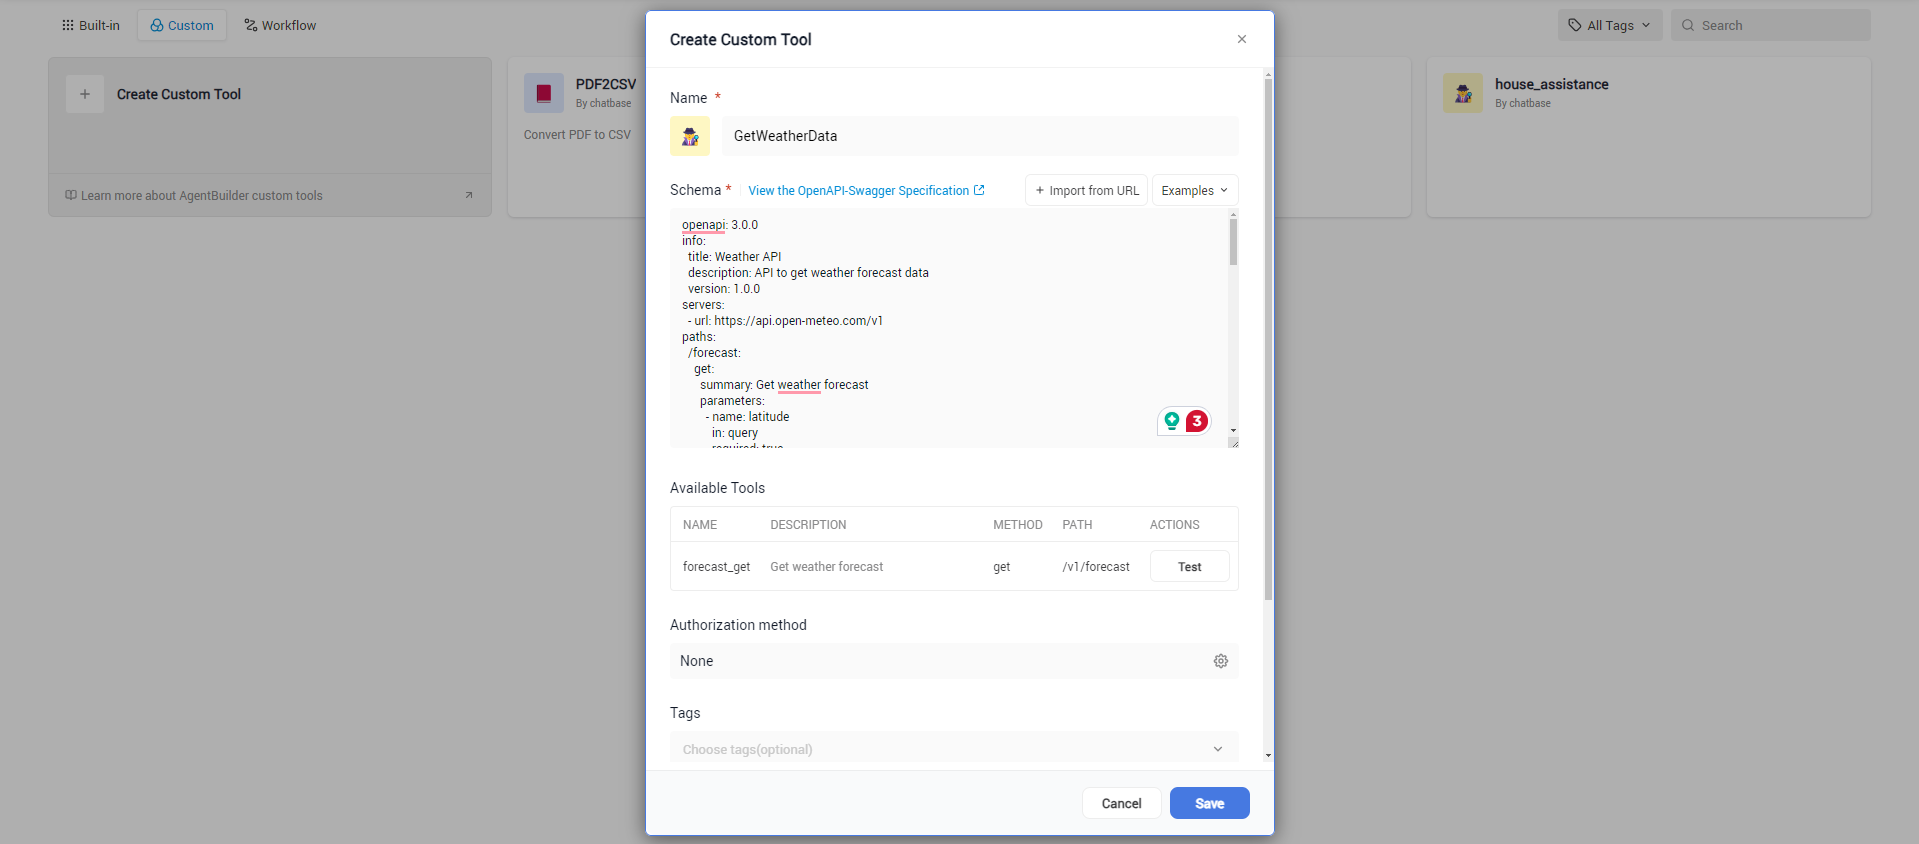 Built-in
Custom
Workflow
All Tags
Search
Create Custom Tool
Learn more about AgentBuilder custom tools
PDF2CSV
By chatbase
Convert PDF to CSV
house_assistance
By chatbase
Create Custom Tool
Name *
GetWeatherData
Schema * View the OpenAPI-Swagger Specification
+ Import from URL
Examples
openapi: 3.0.0
info:
title: Weather API
description: API to get weather forecast data
version: 1.0.0
servers:
- url: https://api.open-meteo.com/v1
paths:
/forecast:
get:
summary: Get weather forecast
parameters:
- name: latitude
in: query
required: true
3
Available Tools
NAME DESCRIPTION METHOD PATH ACTIONS
forecast_get Get weather forecast get /v1/forecast Test
Authorization method
None
Tags
Choose tags(optional)
Cancel
Save